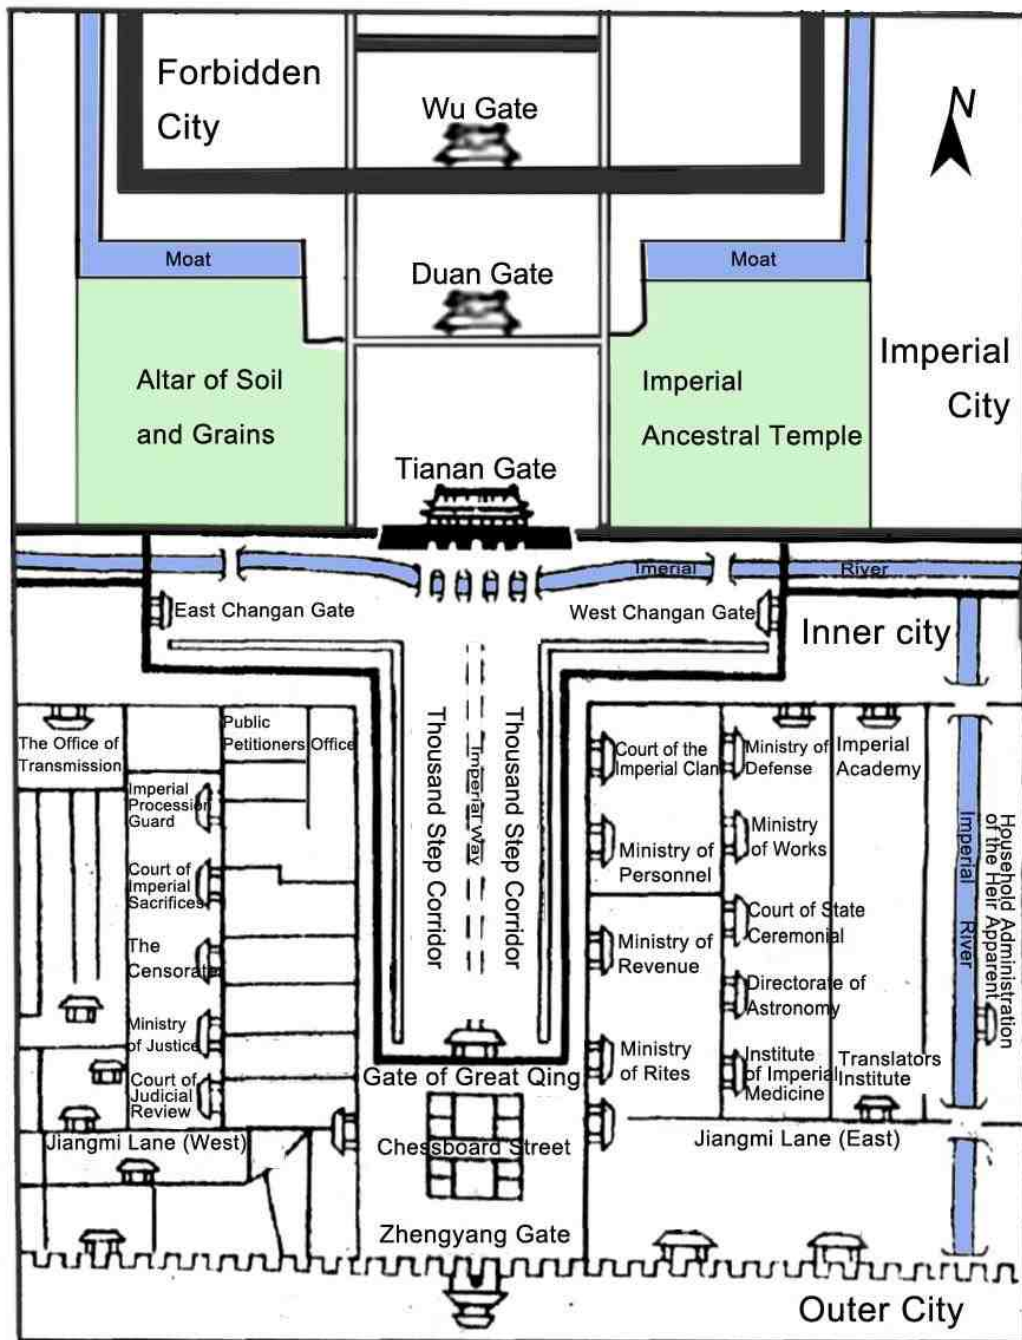 Forbidden
City
Wu Gate
N
Moat
Duan Gate
Moat
Imperial
City
Altar of Soil
and Grains
Imperial
Ancestral Temple
Tianan Gate
Imerial
River
East Changan Gate
West Changan Gate
Inner city
Thousand Step Corridor
Imperial Way
Thousand Step Corridor
The Office of
Transmission
Public
Petitioners Office
Imperial
Procession
Guard
Court of
Imperial
Sacrifices
The
Censorate
Ministry
of Justice
Court of
Judicial
Review
Court of the
Imperial Clan
Ministry of
Defense
Imperial
Academy
Ministry of
Personnel
Ministry
of Works
Ministry of
Revenue
Court of State
Ceremonial
Directorate of
Astronomy
Ministry
of Rites
Institute
of Imperial
Medicine
Translators
Institute
Imperial River
Household Administration
of the Heir Apparent
Gate of Great Qing
Jiangmi Lane (West)
Chessboard Street
Jiangmi Lane (East)
Zhengyang Gate
Outer City